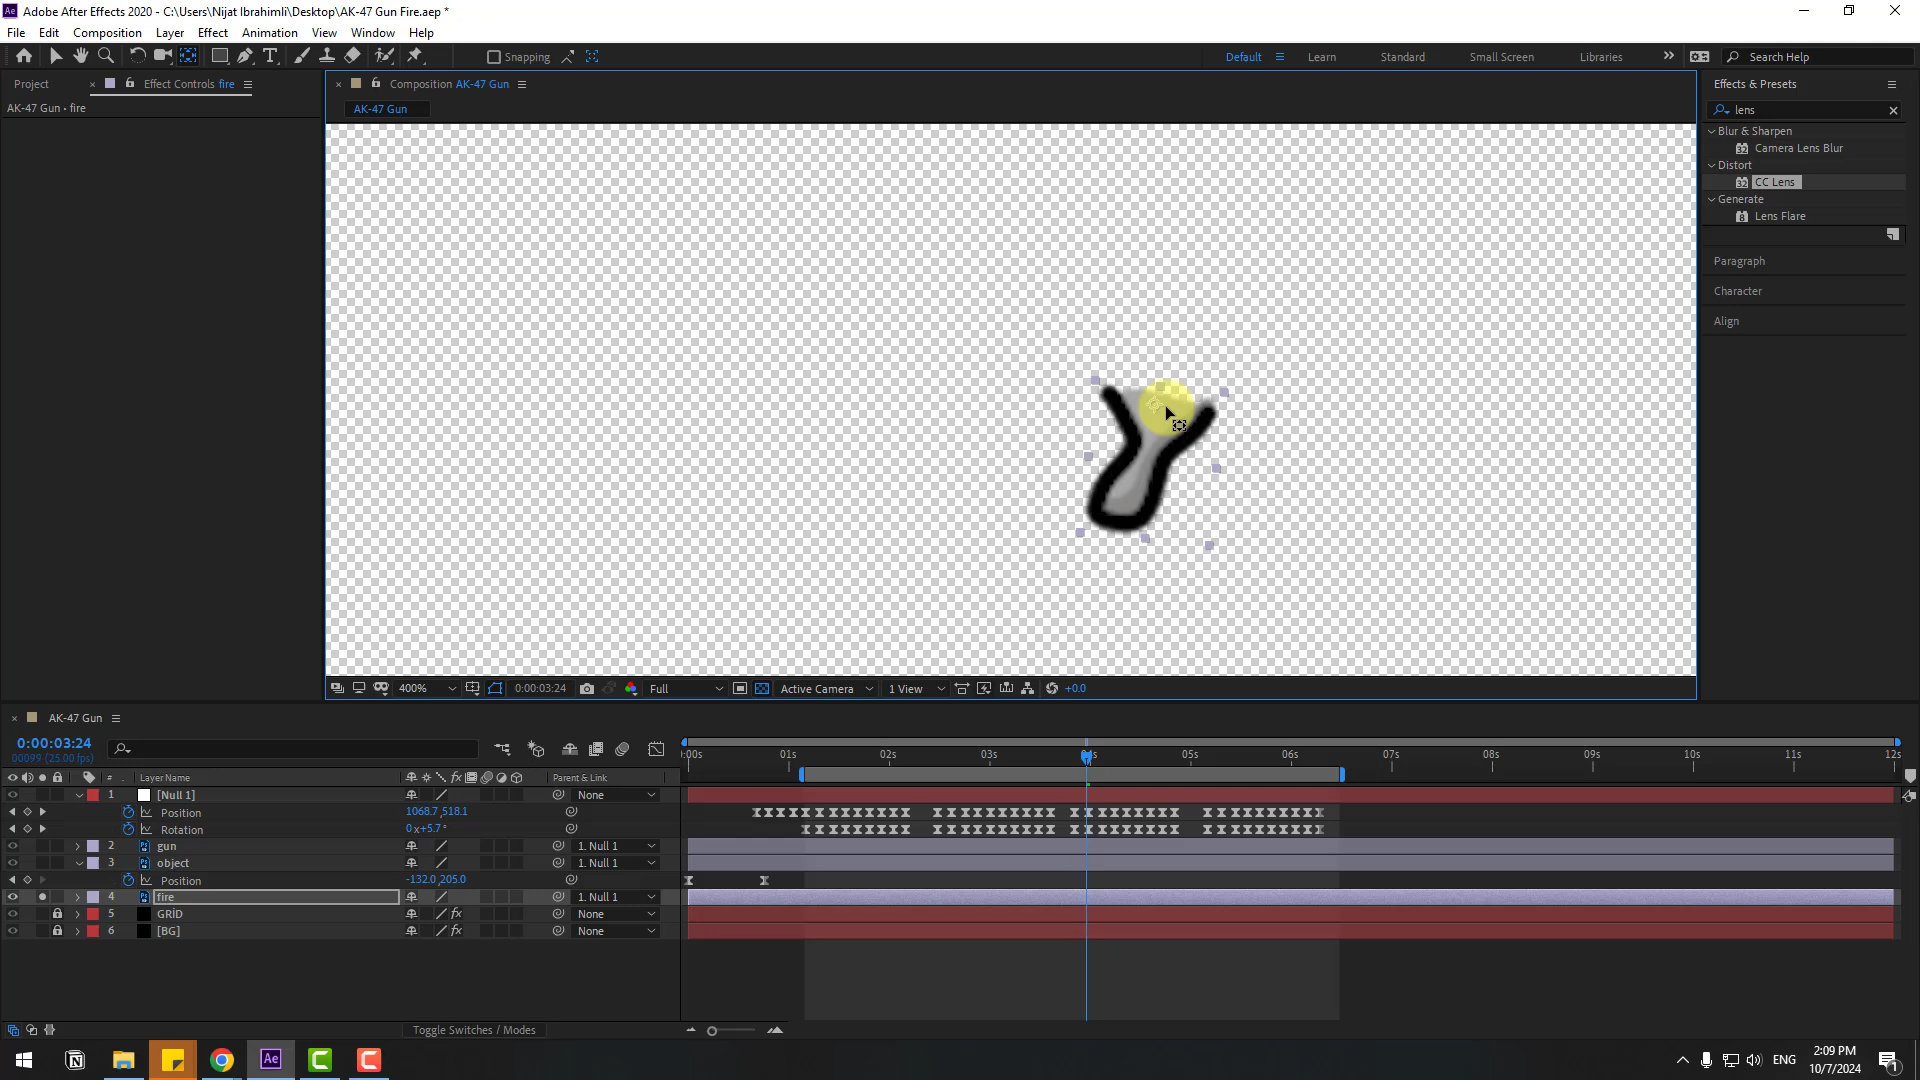 Adobe After Effects 2020 - C:\Users\Nijat Ibrahimli\Desktop\AK-47 Gun Fire.aep *
File Edit Composition Layer Effect Animation View Window Help
Snapping
Default Learn Standard Small Screen Libraries
Search Help
Project
Effect Controls fire
Composition AK-47 Gun
Effects & Presets
AK-47 Gun • fire
AK-47 Gun
lens
Blur & Sharpen
Camera Lens Blur
Distort
CC Lens
Generate
Lens Flare
Paragraph
Character
Align
400% 0:00:03:24 Full Active Camera 1 View +0.0
AK-47 Gun
0:00:03:24
00099 (25.00 fps)
:00s 01s 02s 03s 05s 06s 07s 08s 09s 10s 11s 12s
# . Layer Name Parent & Link
1 [Null 1] None
Position 1068.7,518.1
Rotation 0x+5.7°
2 gun 1. Null 1
3 object 1. Null 1
Position -132.0,205.0
4 fire 1. Null 1
5 GRİD None
6 [BG] None
Toggle Switches / Modes
ENG
2:09 PM
10/7/2024